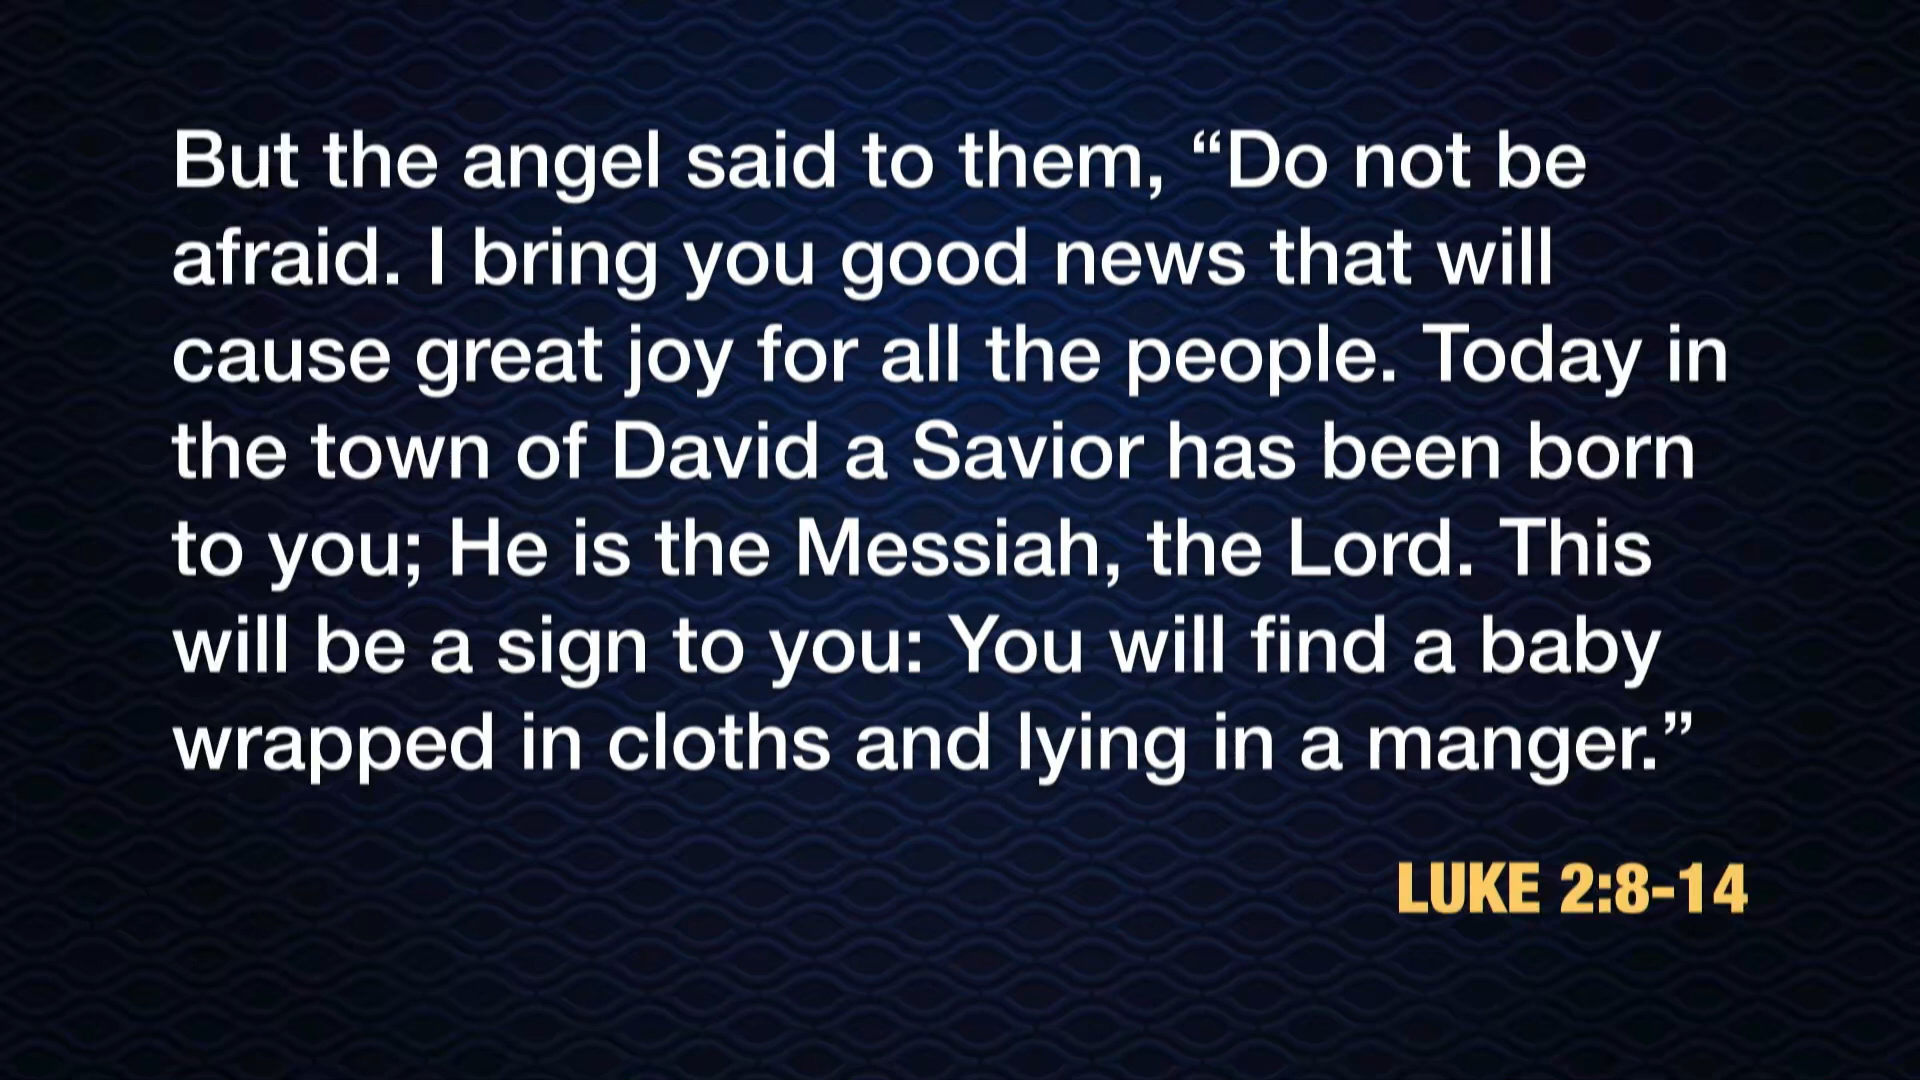 But the angel said to them, “Do not be
afraid. I bring you good news that will
cause great joy for all the people. Today in
the town of David a Savior has been born
to you; He is the Messiah, the Lord. This
will be a sign to you: You will find a baby
wrapped in cloths and lying in a manger.”
LUKE 2:8-14